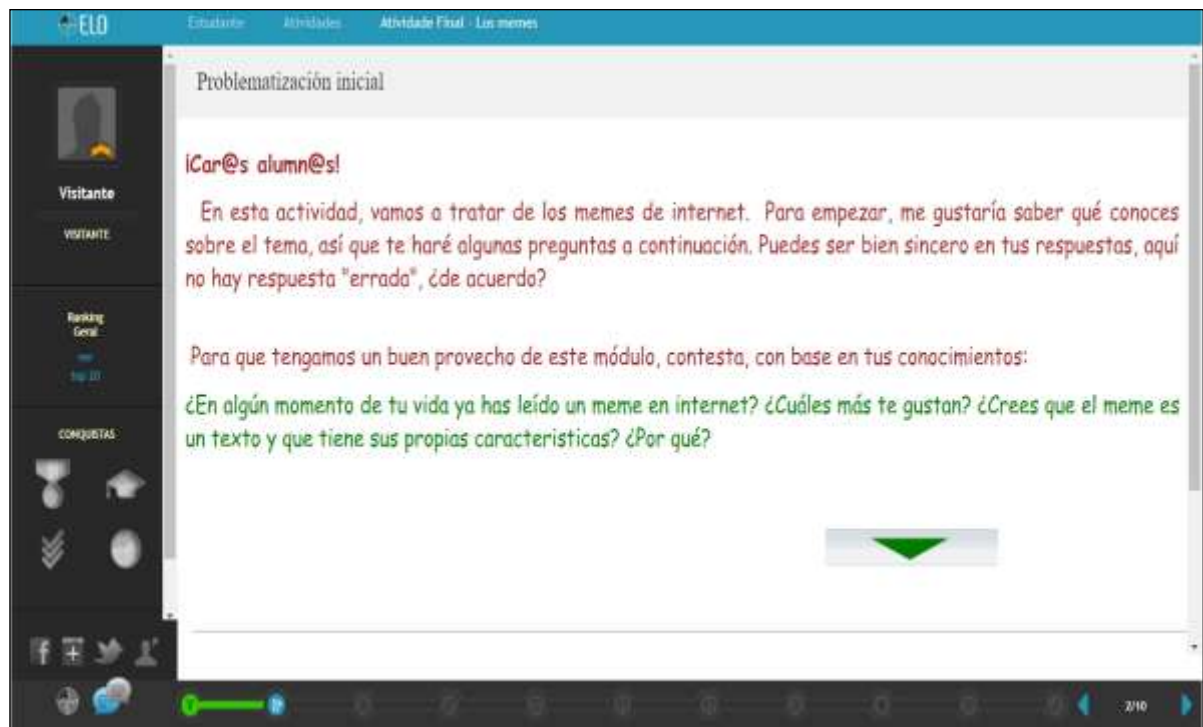 ELO
Estudante Atividades Atividade Final - Los memes
Problematización inicial
Visitante
VISITANTE
Ranking
Geral
top 10
CONQUISTAS
¡Car@s alumn@s!
En esta actividad, vamos a tratar de los memes de internet. Para empezar, me gustaría saber qué conoces
sobre el tema, así que te haré algunas preguntas a continuación. Puedes ser bien sincero en tus respuestas, aquí
no hay respuesta "errada", ¿de acuerdo?
Para que tengamos un buen provecho de este módulo, contesta, con base en tus conocimientos:
¿En algún momento de tu vida ya has leído un meme en internet? ¿Cuáles más te gustan? ¿Crees que el meme es
un texto y que tiene sus propias caracteristicas? ¿Por qué?
2/10